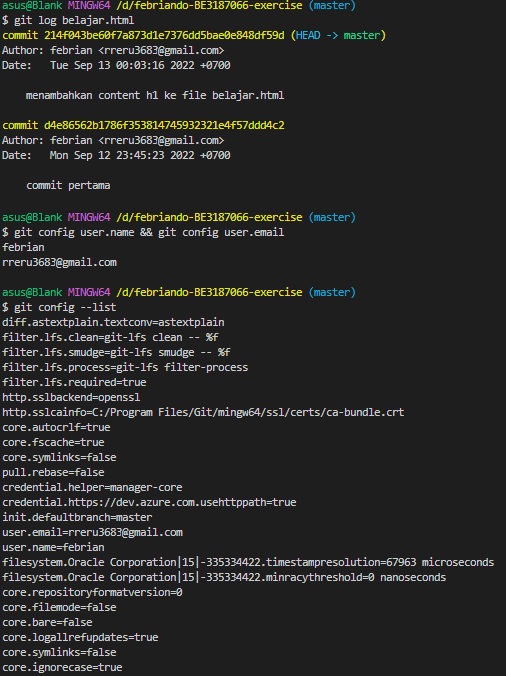 asus@Blank MINGW64 /d/febriando-BE3187066-exercise (master)
$ git log belajar.html
commit 214f043be60f7a873d1e7376dd5bae0e848df59d (HEAD -> master)
Author: febrian <rreru3683@gmail.com>
Date:   Tue Sep 13 00:03:16 2022 +0700
    menambahkan content h1 ke file belajar.html
commit d4e86562b1786f353814745932321e4f57ddd4c2
Author: febrian <rreru3683@gmail.com>
Date:   Mon Sep 12 23:45:23 2022 +0700
    commit pertama
asus@Blank MINGW64 /d/febriando-BE3187066-exercise (master)
$ git config user.name && git config user.email
febrian
rreru3683@gmail.com
asus@Blank MINGW64 /d/febriando-BE3187066-exercise (master)
$ git config --list
diff.astextplain.textconv=astextplain
filter.lfs.clean=git-lfs clean -- %f
filter.lfs.smudge=git-lfs smudge -- %f
filter.lfs.process=git-lfs filter-process
filter.lfs.required=true
http.sslbackend=openssl
http.sslcainfo=C:/Program Files/Git/mingw64/ssl/certs/ca-bundle.crt
core.autocrlf=true
core.fscache=true
core.symlinks=false
pull.rebase=false
credential.helper=manager-core
credential.https://dev.azure.com.usehttppath=true
init.defaultbranch=master
user.email=rreru3683@gmail.com
user.name=febrian
filesystem.Oracle Corporation|15|-335334422.timestampresolution=67963 microseconds
filesystem.Oracle Corporation|15|-335334422.minracythreshold=0 nanoseconds
core.repositoryformatversion=0
core.filemode=false
core.bare=false
core.logallrefupdates=true
core.symlinks=false
core.ignorecase=true